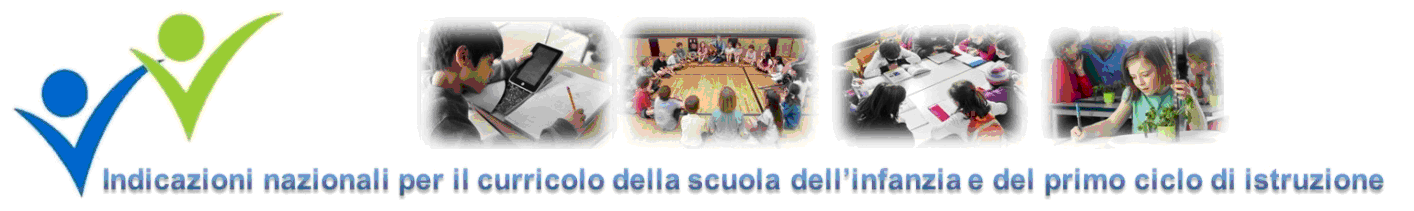 Indicazioni nazionali per il curricolo della scuola dell’infanzia e del primo ciclo di istruzione